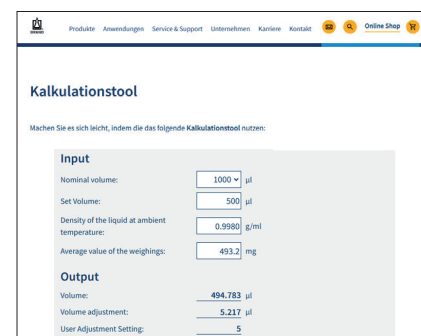 BRAND
Produkte Anwendungen Service & Support Unternehmen Karriere Kontakt Online Shop
Kalkulationstool
Machen Sie es sich leicht, indem die das folgende Kalkulationstool nutzen:
Input
Nominal volume: 1000 µl
Set Volume: 500 µl
Density of the liquid at ambient
temperature: 0.9980 g/ml
Average value of the weighings: 493.2 mg
Output
Volume: 494.783 µl
Volume adjustment: 5.217 µl
User Adjustment Setting: 5